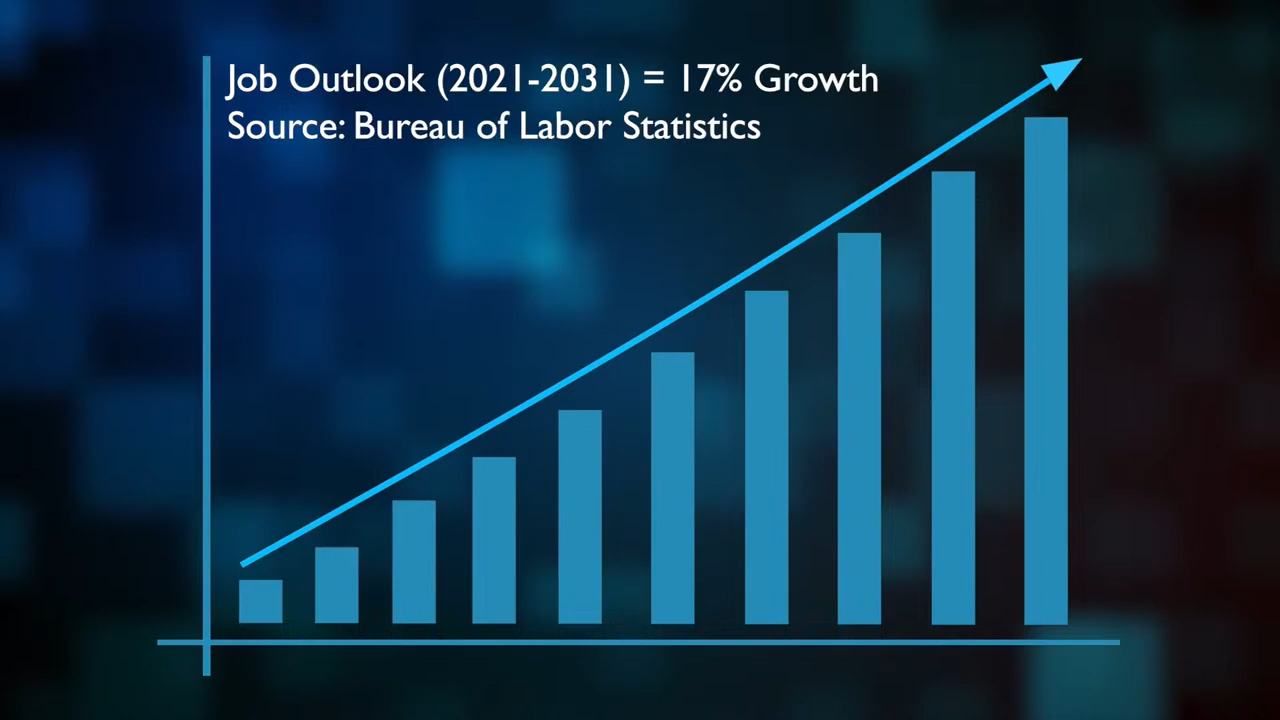 Job Outlook (2021-2031) = 17% Growth
Source: Bureau of Labor Statistics